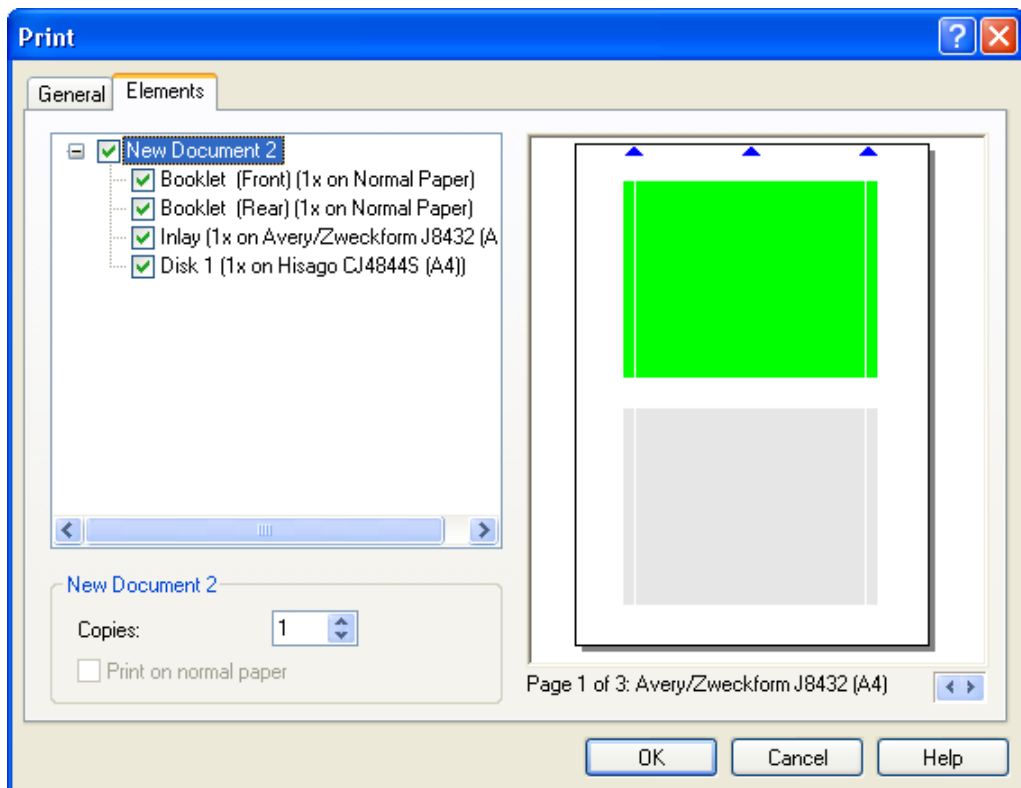 Print
General Elements
New Document 2
Booklet (Front) (1x on Normal Paper)
Booklet (Rear) (1x on Normal Paper)
Inlay (1x on Avery/Zweckform J8432 (A
Disk 1 (1x on Hisago CJ4844S (A4))
New Document 2
Copies: 1
Print on normal paper
Page 1 of 3: Avery/Zweckform J8432 (A4)
OK Cancel Help